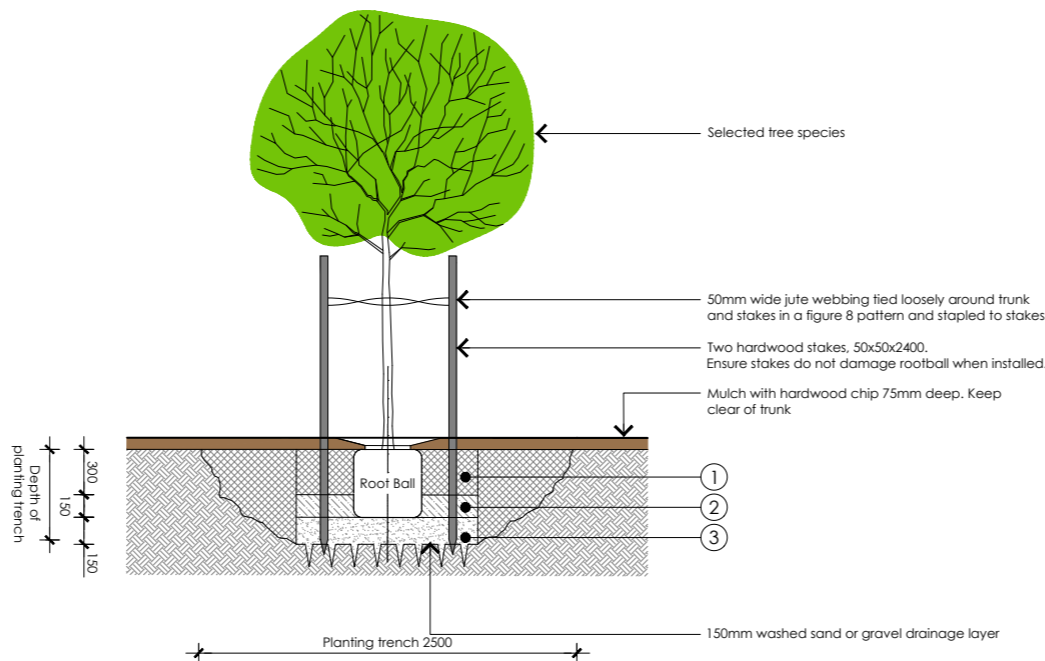 Selected tree species
50mm wide jute webbing tied loosely around trunk
and stakes in a figure 8 pattern and stapled to stakes
Two hardwood stakes, 50x50x2400.
Ensure stakes do not damage rootball when installed
Mulch with hardwood chip 75mm deep. Keep
clear of trunk
Root Ball
1
2
3
300
150
150
Depth of
planting trench
150mm washed sand or gravel drainage layer
Planting trench 2500